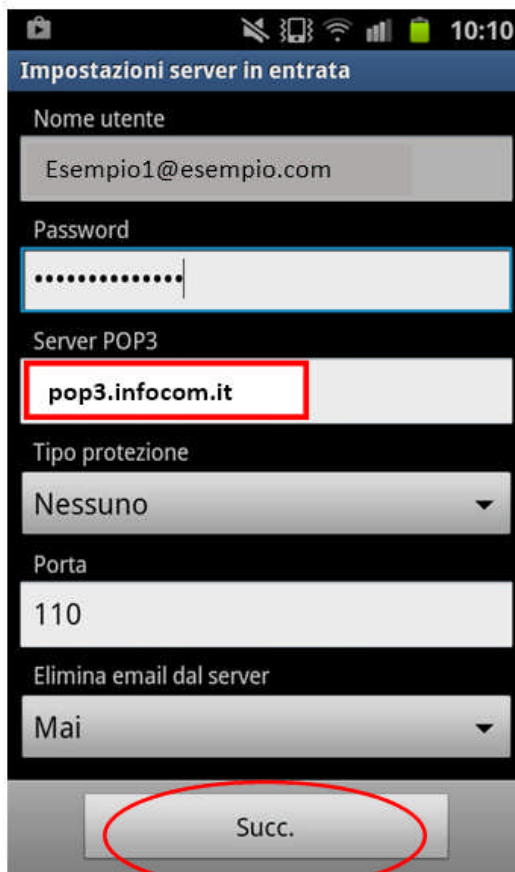 10:10
Impostazioni server in entrata
Nome utente
Esempio1@esempio.com
Password
••••••••••••••
Server POP3
pop3.infocom.it
Tipo protezione
Nessuno
Porta
110
Elimina email dal server
Mai
Succ.